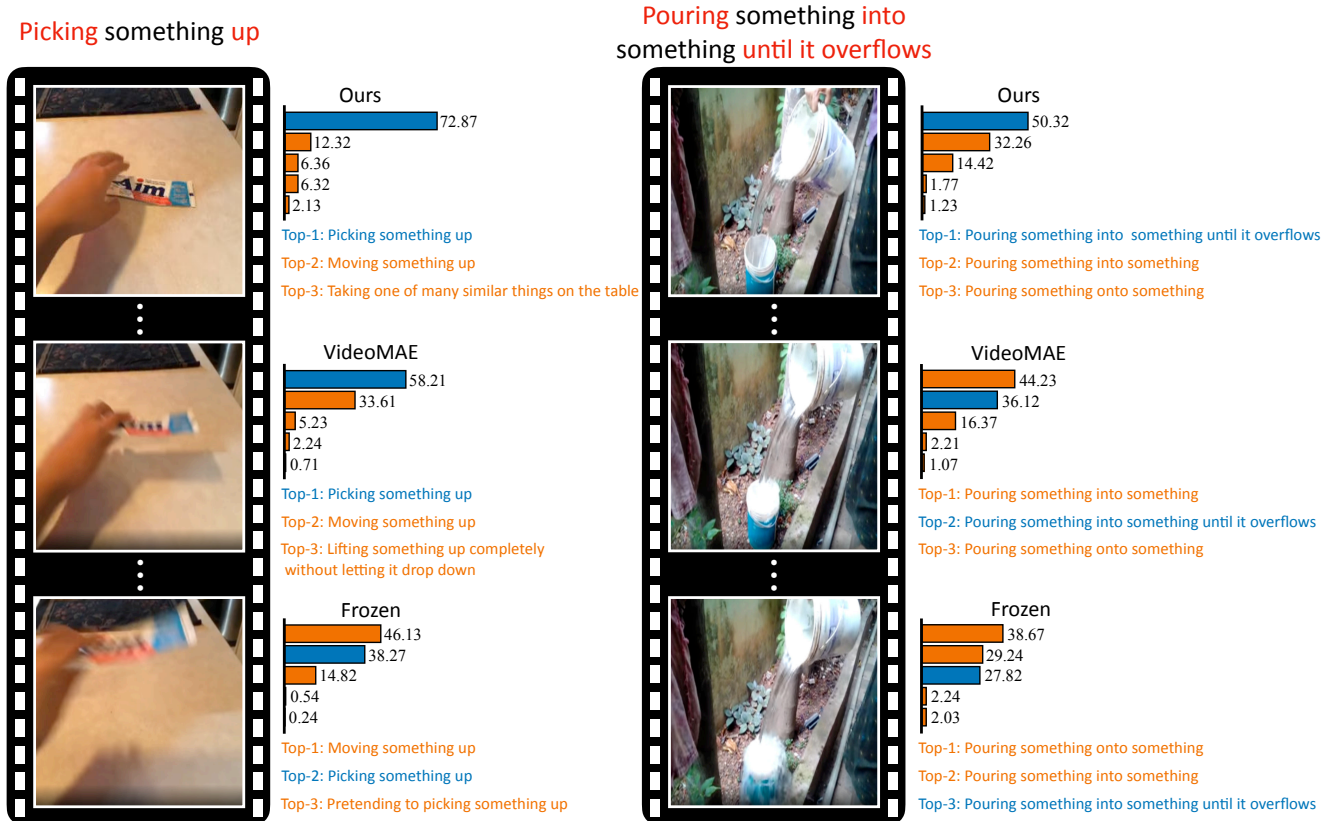 Picking something up
Ours
72.87
12.32
6.36
6.32
2.13
Top-1: Picking something up
Top-2: Moving something up
Top-3: Taking one of many similar things on the table
Aim
VideoMAE
58.21
33.61
5.23
2.24
0.71
Top-1: Picking something up
Top-2: Moving something up
Top-3: Lifting something up completely
without letting it drop down
Frozen
46.13
38.27
14.82
0.54
0.24
Top-1: Moving something up
Top-2: Picking something up
Top-3: Pretending to picking something up
Pouring something into
something until it overflows
Ours
50.32
32.26
14.42
1.77
1.23
Top-1: Pouring something into something until it overflows
Top-2: Pouring something into something
Top-3: Pouring something onto something
VideoMAE
44.23
36.12
16.37
2.21
1.07
Top-1: Pouring something into something
Top-2: Pouring something into something until it overflows
Top-3: Pouring something onto something
Frozen
38.67
29.24
27.82
2.24
2.03
Top-1: Pouring something onto something
Top-2: Pouring something into something
Top-3: Pouring something into something until it overflows